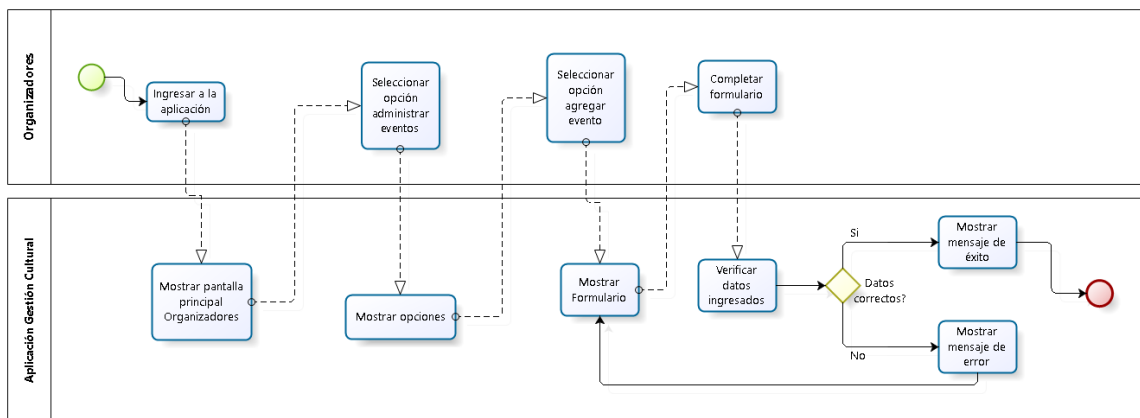 Organizadores
Ingresar a la
aplicación
Seleccionar
opción
administrar
eventos
Seleccionar
opción
agregar
evento
Completar
formulario
Aplicación Gestión Cultural
Mostrar pantalla
principal
Organizadores
Mostrar opciones
Mostrar
Formulario
Verificar
datos
ingresados
Datos
correctos?
Si
Mostrar
mensaje de
éxito
No
Mostrar
mensaje de
error